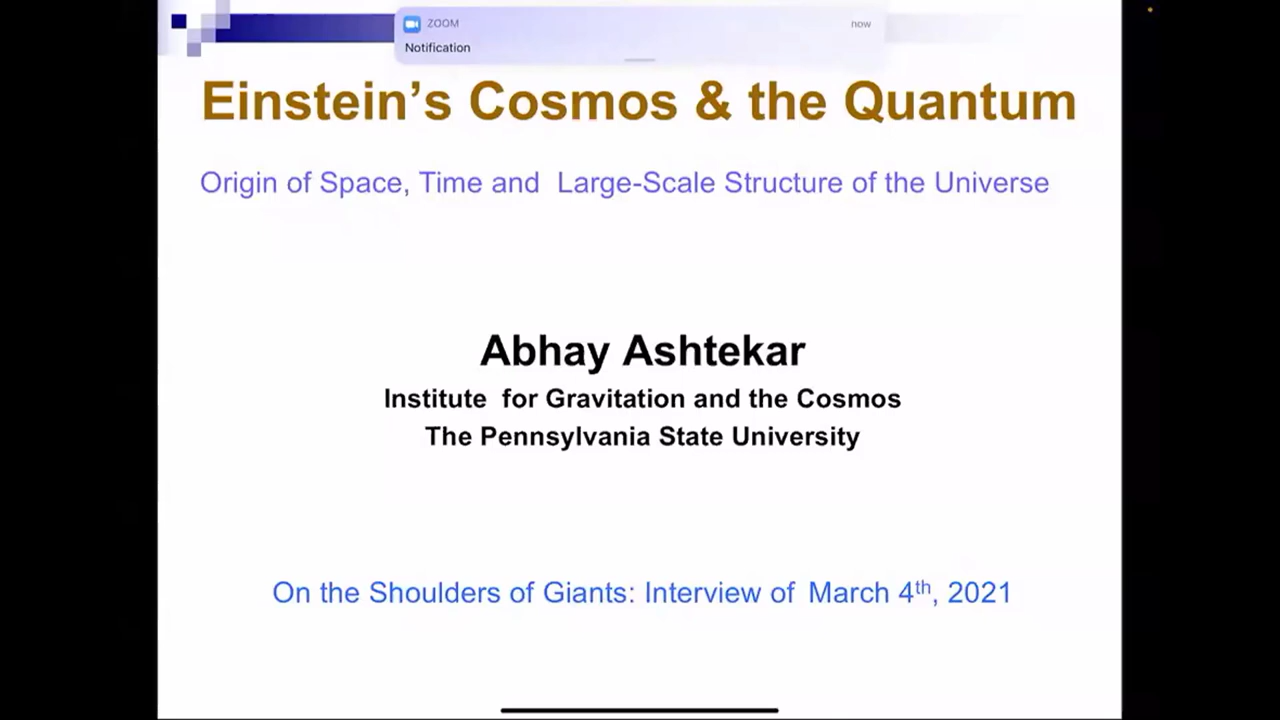 ZOOM
now
Notification
Einstein’s Cosmos & the Quantum
Origin of Space, Time and Large-Scale Structure of the Universe
Abhay Ashtekar
Institute for Gravitation and the Cosmos
The Pennsylvania State University
On the Shoulders of Giants: Interview of March 4th, 2021